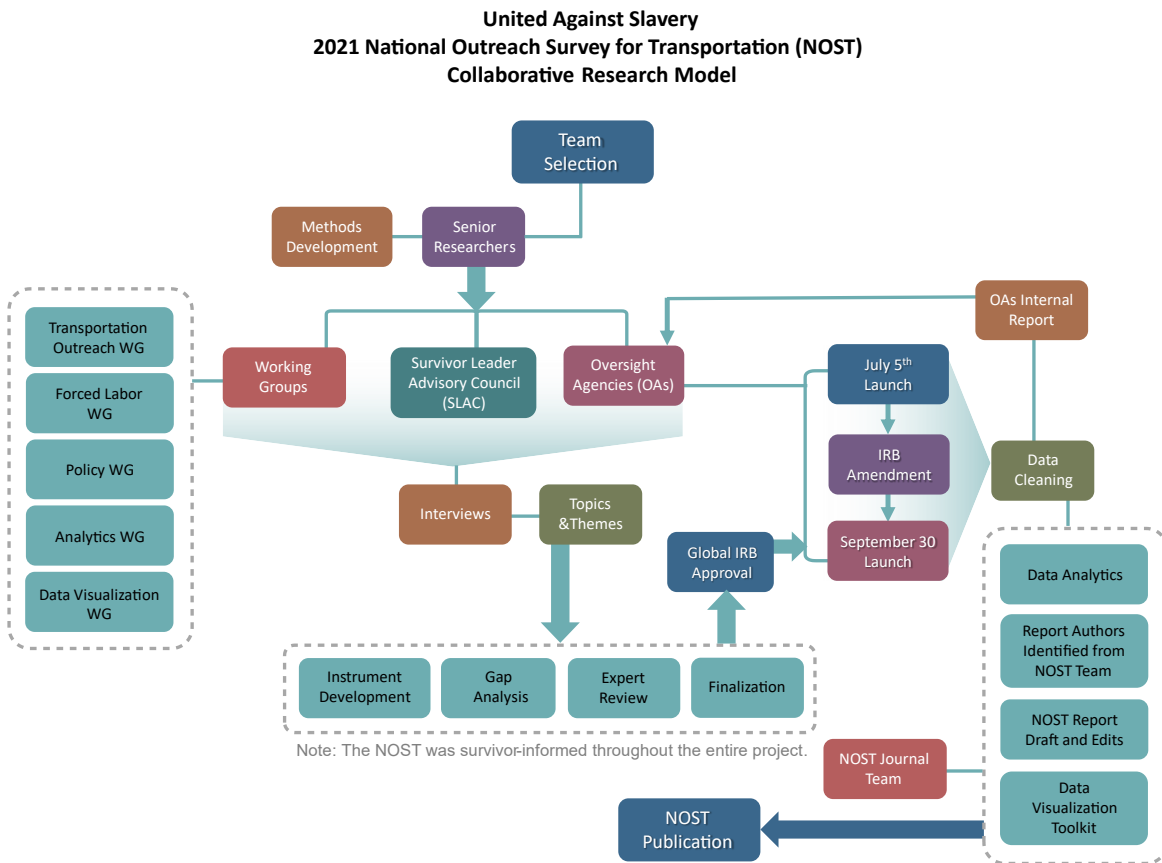 United Against Slavery
2021 National Outreach Survey for Transportation (NOST)
Collaborative Research Model
Team
Selection
Methods
Development
Senior
Researchers
OAs Internal
Report
Transportation
Outreach WG
Forced Labor
WG
Policy WG
Analytics WG
Data Visualization
WG
Working
Groups
Survivor Leader
Advisory Council
(SLAC)
Oversight
Agencies (OAs)
July 5th
Launch
IRB
Amendment
September 30
Launch
Data
Cleaning
Interviews
Topics
&Themes
Global IRB
Approval
Instrument
Development
Gap
Analysis
Expert
Review
Finalization
Note: The NOST was survivor-informed throughout the entire project.
Data Analytics
Report Authors
Identified from
NOST Team
NOST Report
Draft and Edits
Data
Visualization
Toolkit
NOST Journal
Team
NOST
Publication